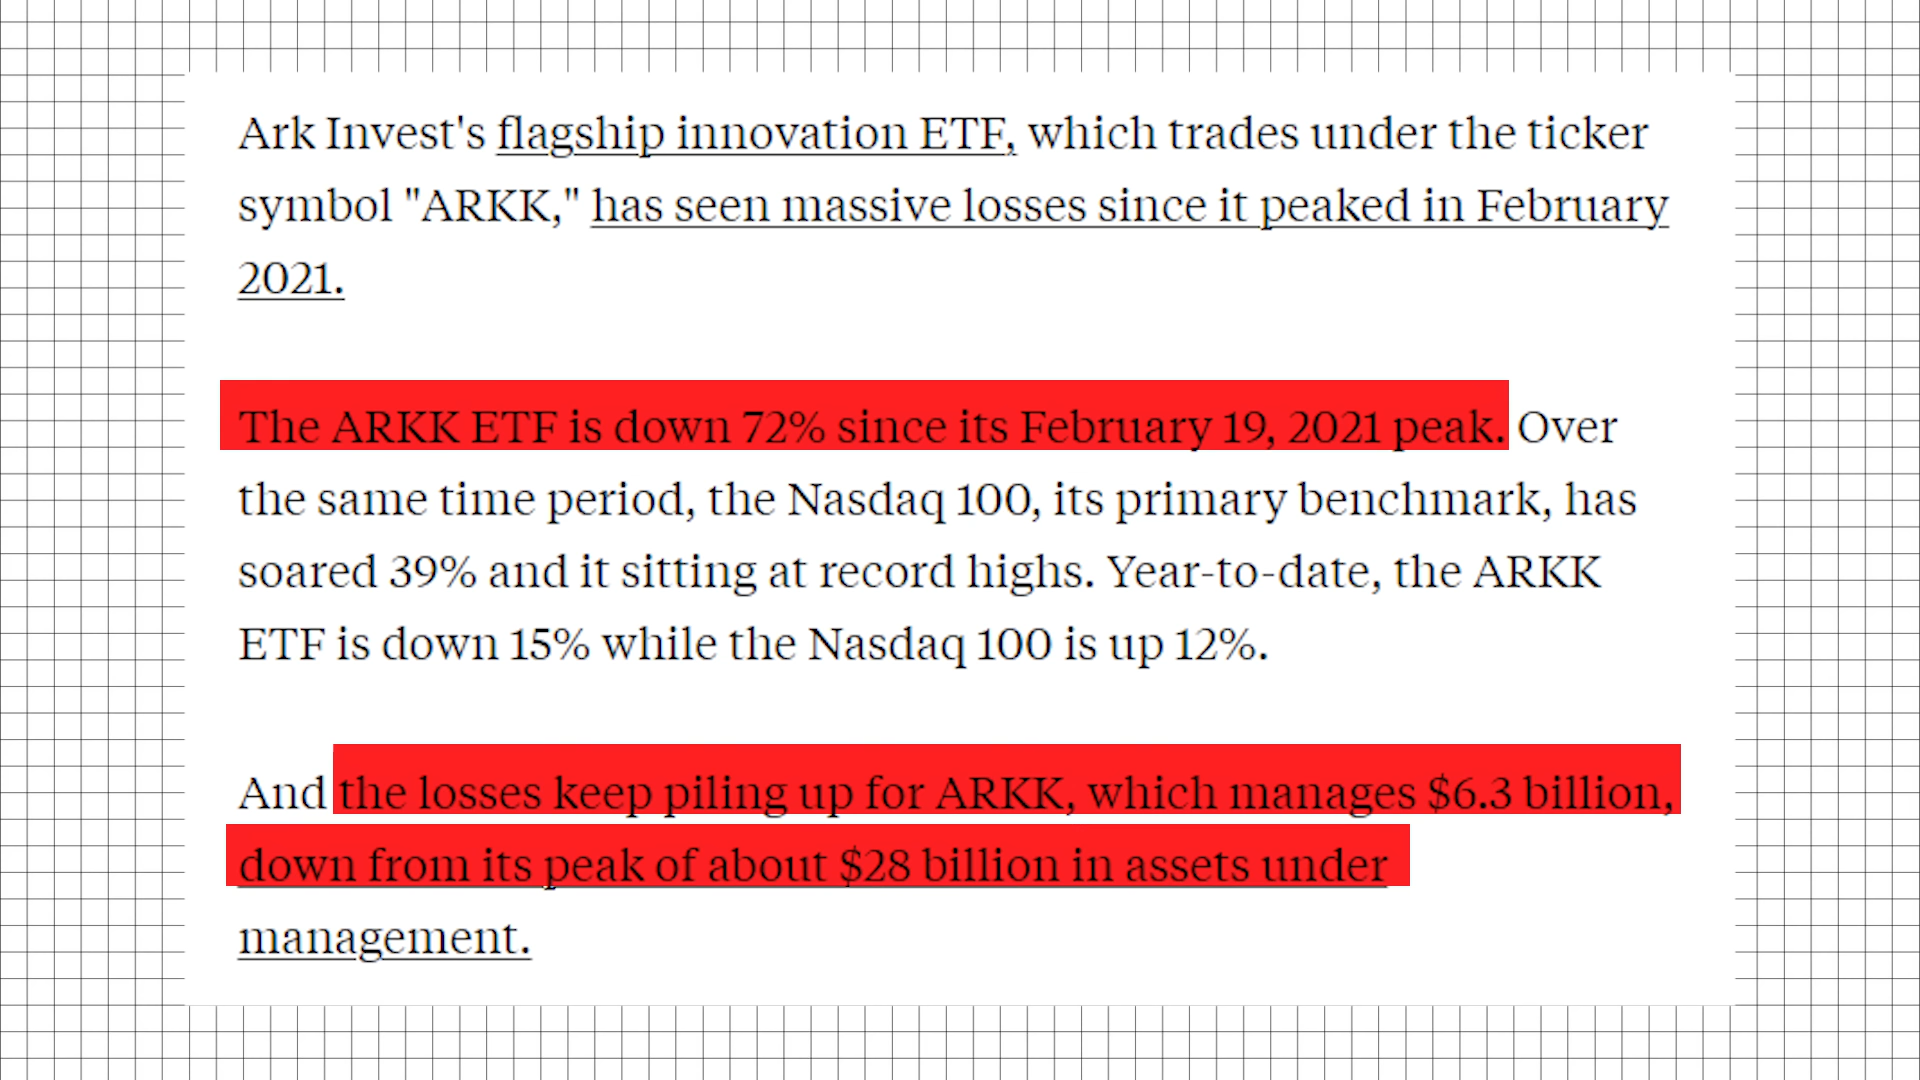 Ark Invest's flagship innovation ETF, which trades under the ticker
symbol "ARKK," has seen massive losses since it peaked in February
2021.
The ARKK ETF is down 72% since its February 19, 2021 peak. Over
the same time period, the Nasdaq 100, its primary benchmark, has
soared 39% and it sitting at record highs. Year-to-date, the ARKK
ETF is down 15% while the Nasdaq 100 is up 12%.
And the losses keep piling up for ARKK, which manages $6.3 billion,
down from its peak of about $28 billion in assets under
management.